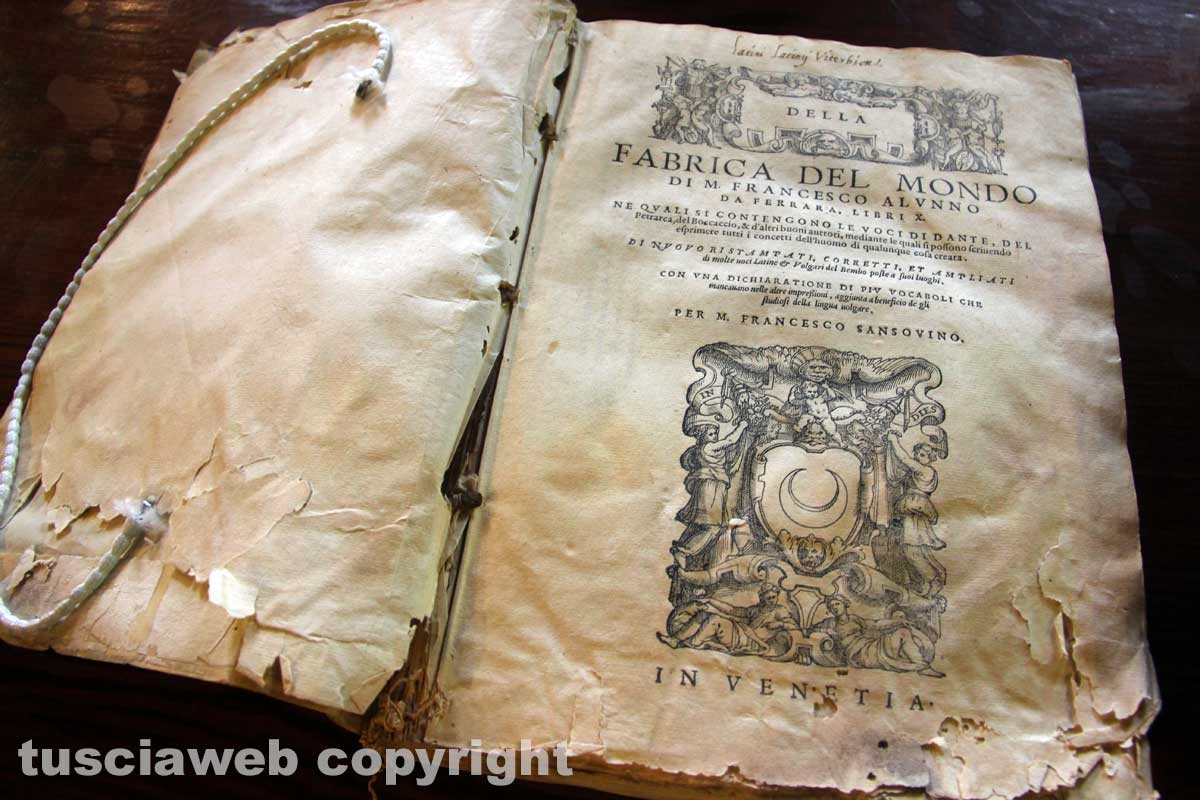 Latini Latinij Viterbiens.
DELLA
FABRICA DEL MONDO
DI M. FRANCESCO ALVNNO
DA FERRARA. LIBRI X.
NE QVALI SI CONTENGONO LE VOCI DI DANTE, DEL
Petrarca, del Boccaccio, & d'altri buoni auttori, mediante le quali si possono scriuendo
esprimere tutti i concetti dell'huomo di qualunque cosa creata.
DI NVOVO RISTAMPATI, CORRETTI, ET AMPLIATI
di molte uoci Latine & Volgari del Bembo poste a suoi luoghi.
CON VNA DICHIARATIONE DI PIV VOCABOLI CHE
mancauano nelle altre impressioni, aggiunta a beneficio de gli
studiosi della lingua uolgare,
PER M. FRANCESCO SANSOVINO.
IN DIES
IN VENETIA.
tusciaweb copyright